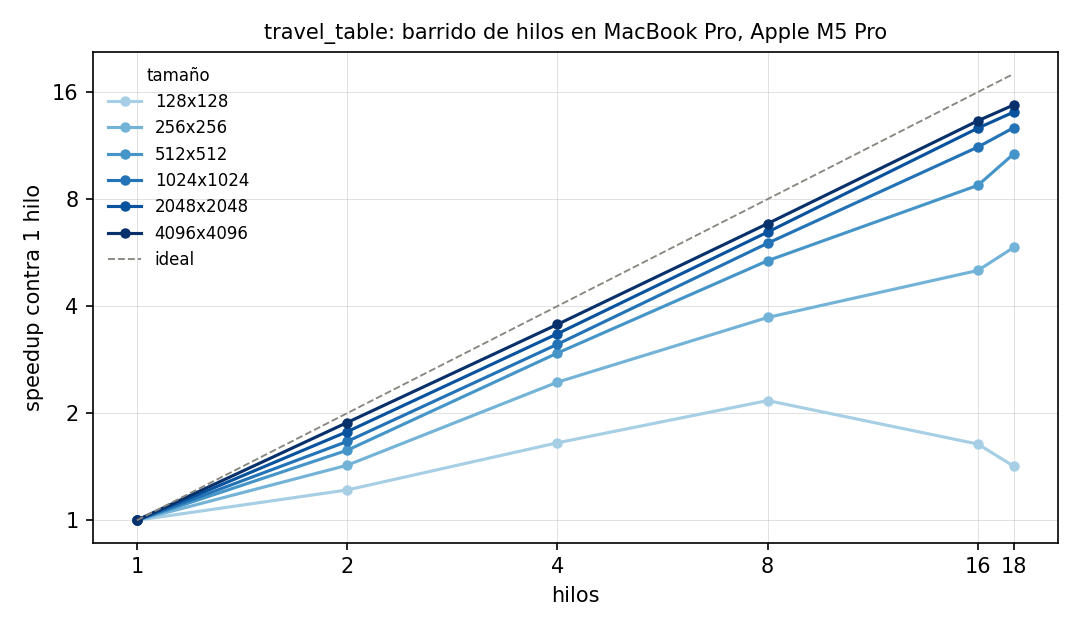 travel_table: barrido de hilos en MacBook Pro, Apple M5 Pro
tamaño
128x128
256x256
512x512
1024x1024
2048x2048
4096x4096
ideal
speedup contra 1 hilo
16
8
4
2
1
1 2 4 8 16 18
hilos